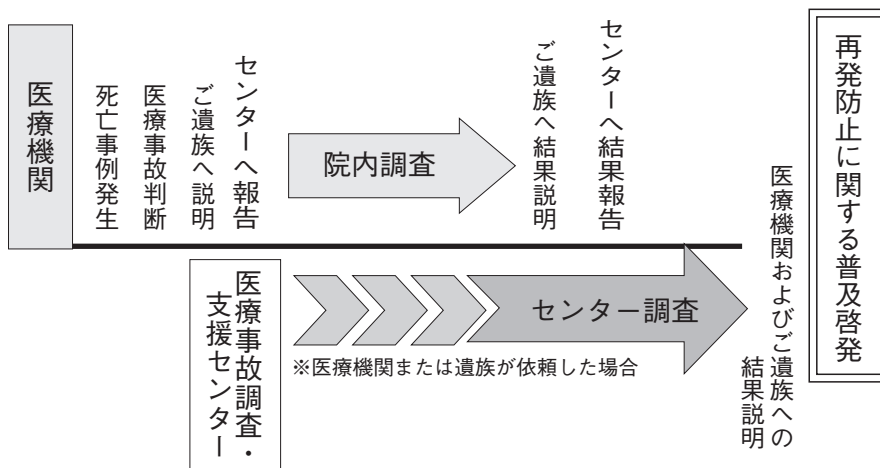 医療機関
死亡事例発生
医療事故判断
ご遺族へ説明
センターへ報告
院内調査
ご遺族へ結果説明
センターへ結果報告
医療事故調査・
支援センター
センター調査
※医療機関または遺族が依頼した場合
医療機関およびご遺族への
結果説明
再発防止に関する普及啓発